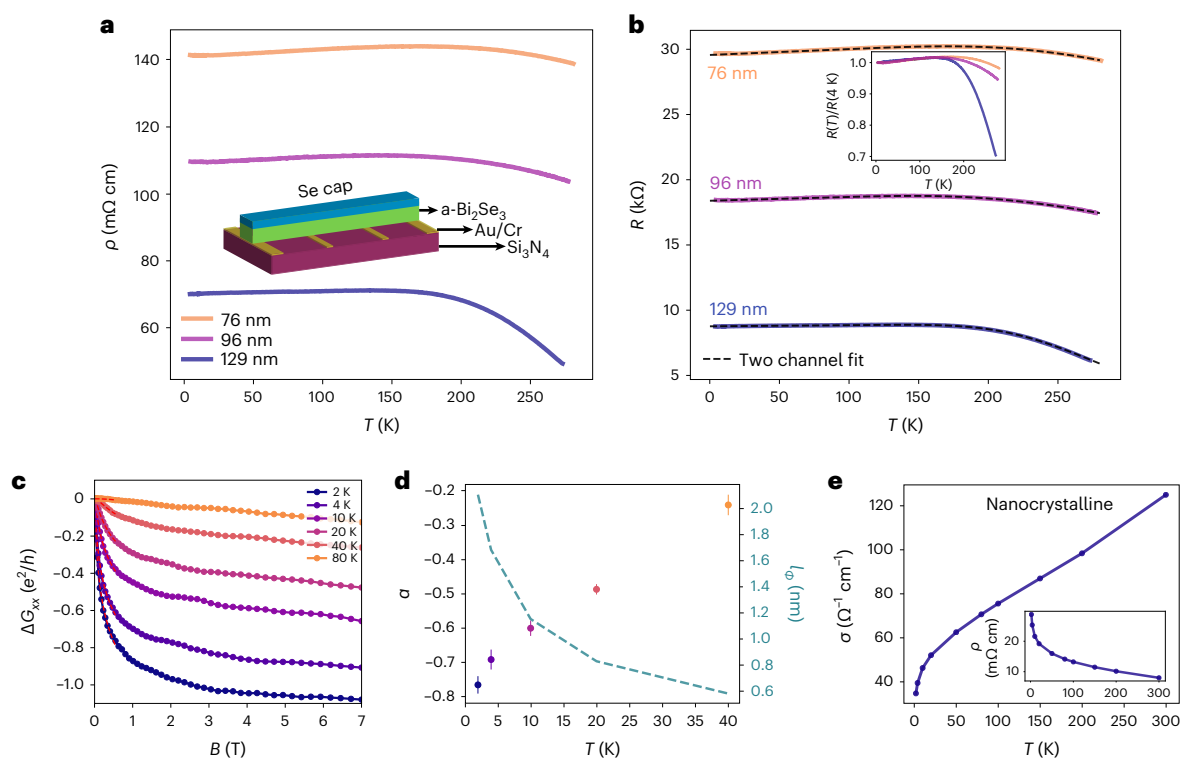 a
140
120
100
80
60
ρ (mΩ cm)
Se cap
a-Bi2Se3
Au/Cr
Si3N4
76 nm
96 nm
129 nm
0 50 100 150 200 250
T (K)
b
30
25
20
15
10
5
R (kΩ)
76 nm
96 nm
129 nm
Two channel fit
1.0
0.9
0.8
0.7
R(T)/R(4 K)
0 200
T (K)
0 50 100 150 200 250
T (K)
c
0
−0.2
−0.4
−0.6
−0.8
−1.0
ΔGxx (e²/h)
2 K
4 K
10 K
20 K
40 K
80 K
0 1 2 3 4 5 6 7
B (T)
d
−0.2
−0.3
−0.4
−0.5
−0.6
−0.7
−0.8
α
2.0
1.8
1.6
1.4
1.2
1.0
0.8
0.6
lΦ (nm)
0 5 10 15 20 25 30 35 40
T (K)
e
Nanocrystalline
120
100
80
60
40
σ (Ω−1 cm−1)
20
10
ρ
(mΩ cm)
0 100 200 300
0 50 100 150 200 250 300
T (K)